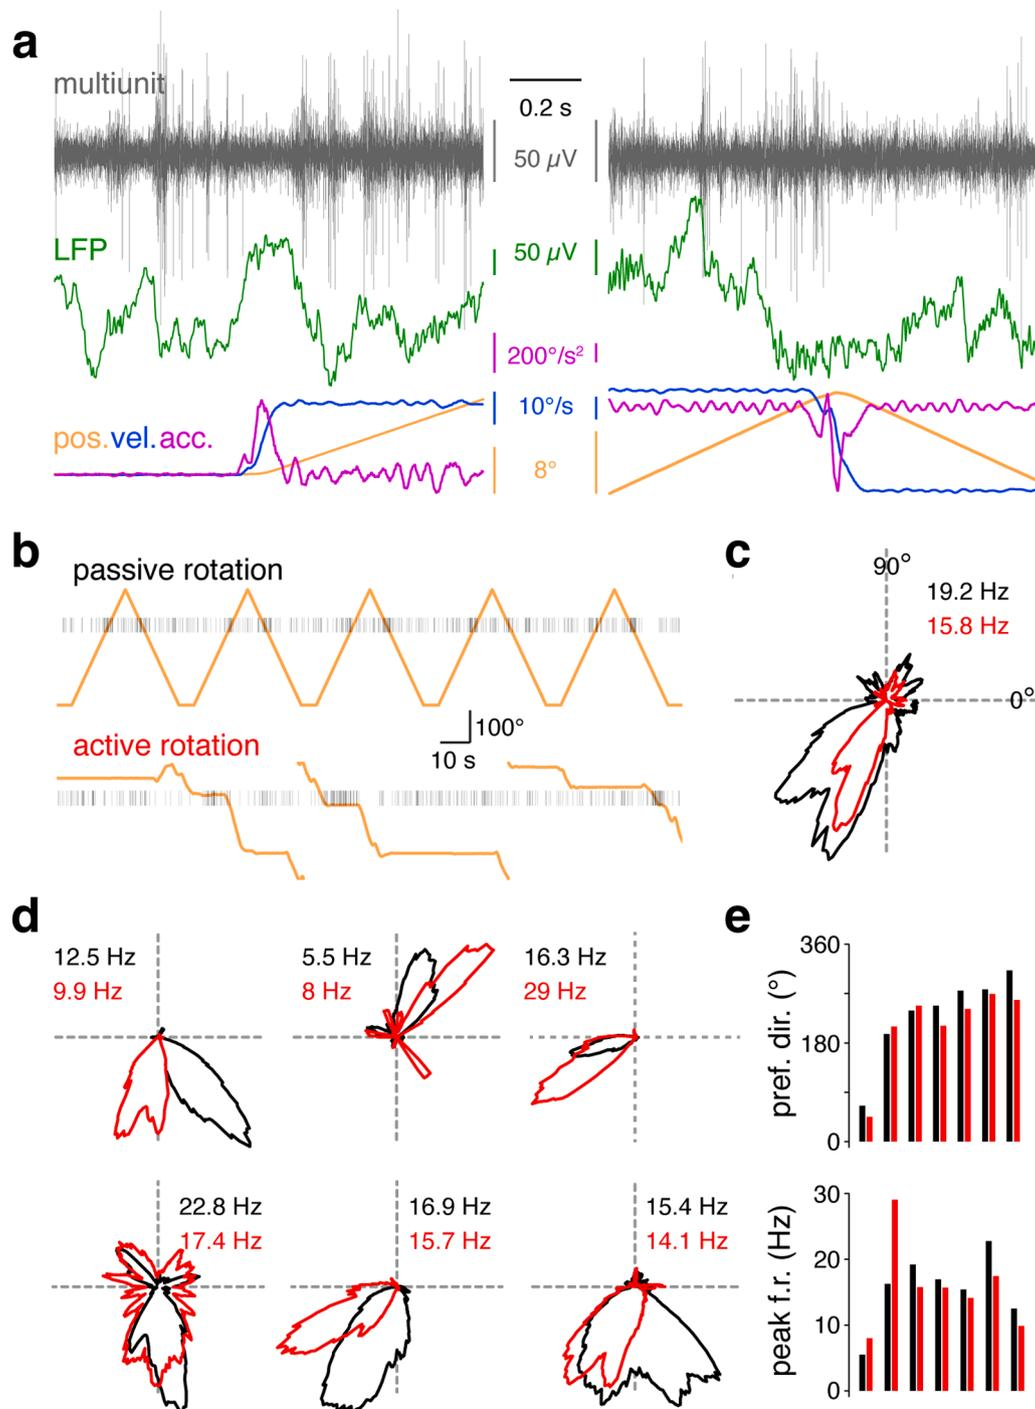 a
multiunit
0.2 s
50 µV
LFP
50 µV
200°/s²
10°/s
pos. vel. acc.
8°
b
passive rotation
active rotation
100°
10 s
c
90°
19.2 Hz
15.8 Hz
0°
d
12.5 Hz
9.9 Hz
5.5 Hz
8 Hz
16.3 Hz
29 Hz
22.8 Hz
17.4 Hz
16.9 Hz
15.7 Hz
15.4 Hz
14.1 Hz
e
pref. dir. (°)
360
180
0
peak f.r. (Hz)
30
20
10
0